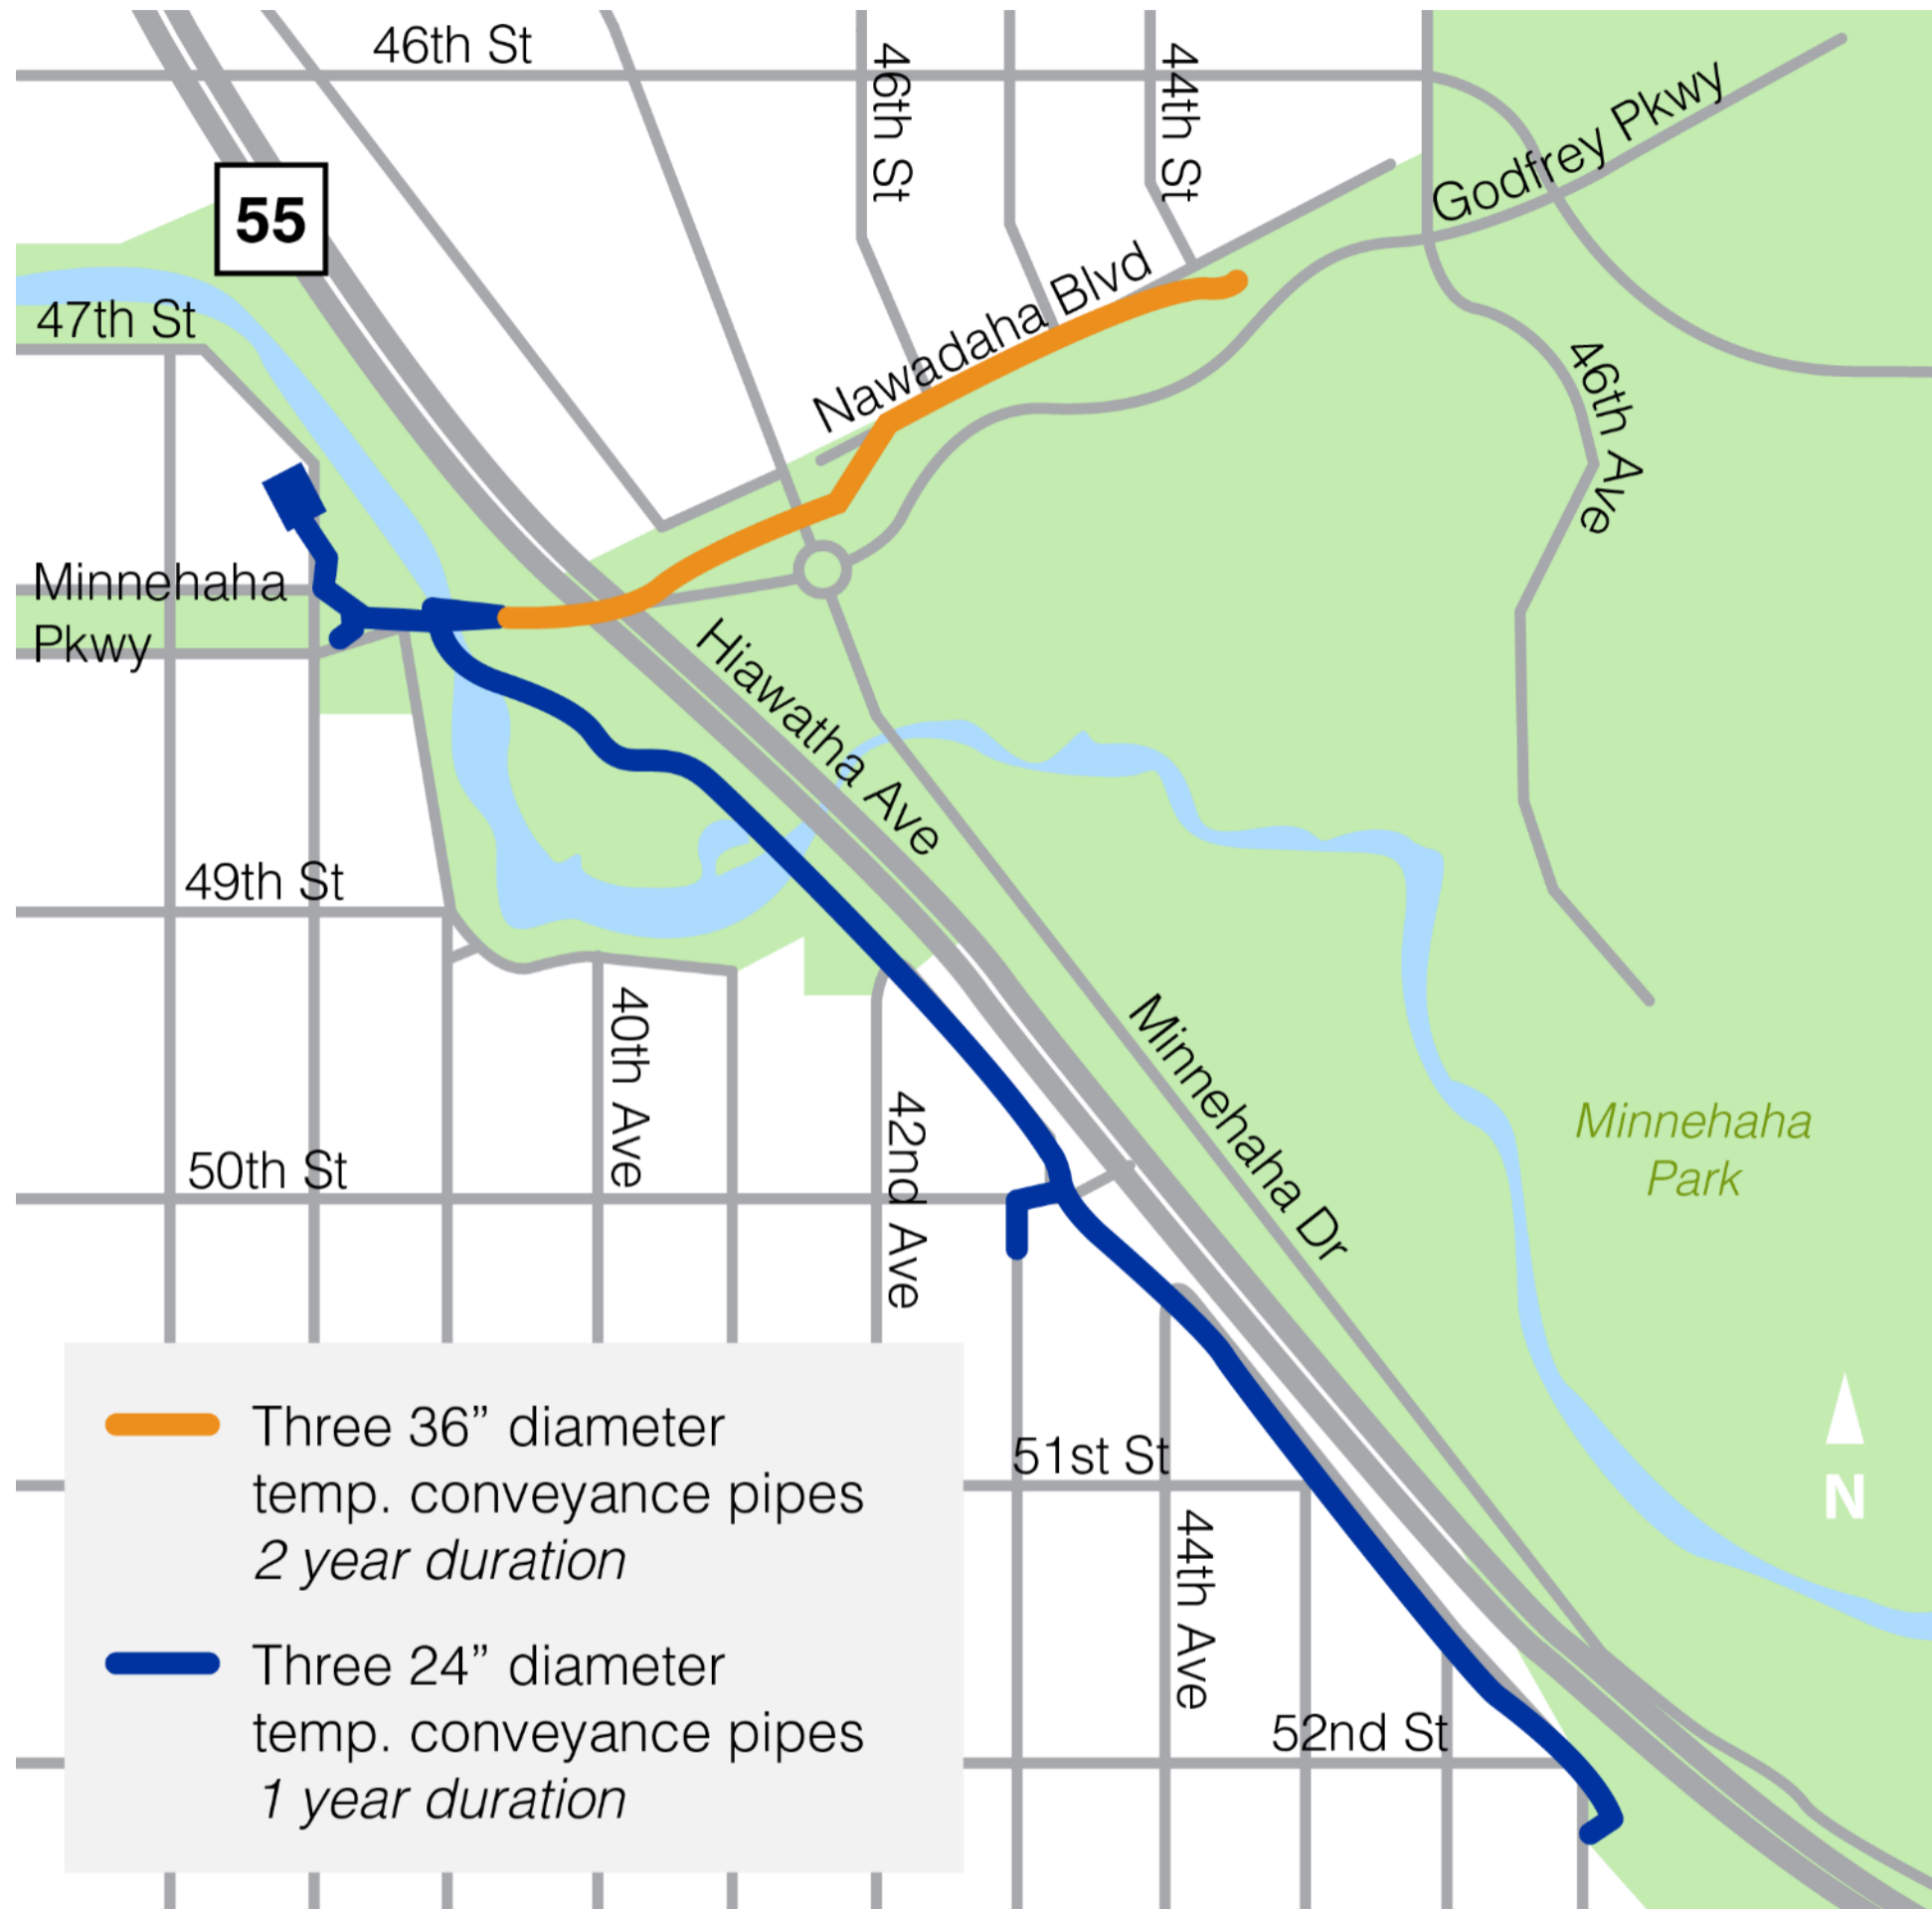 46th St
46th St
44th St
Godfrey Pkwy
55
Nawadaha Blvd
47th St
46th Ave
Minnehaha
Pkwy
Hiawatha Ave
49th St
40th Ave
42nd Ave
Minnehaha Dr
Minnehaha
Park
50th St
51st St
44th Ave
52nd St
N
Three 36” diameter
temp. conveyance pipes
2 year duration
Three 24” diameter
temp. conveyance pipes
1 year duration